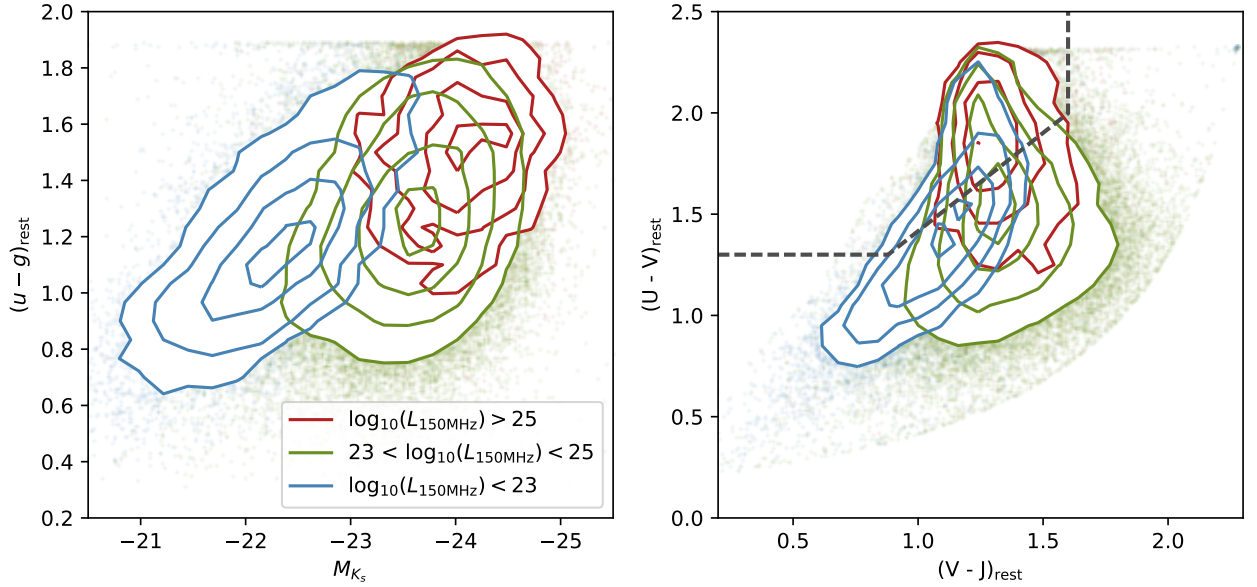 2.0
1.8
1.6
1.4
1.2
1.0
0.8
0.6
0.4
0.2
(u − g)rest
−21 −22 −23 −24 −25
M_{K_s}
log₁₀(L₁₅₀MHz) > 25
23 < log₁₀(L₁₅₀MHz) < 25
log₁₀(L₁₅₀MHz) < 23
2.5
2.0
1.5
1.0
0.5
0.0
(U - V)rest
0.5 1.0 1.5 2.0
(V - J)rest